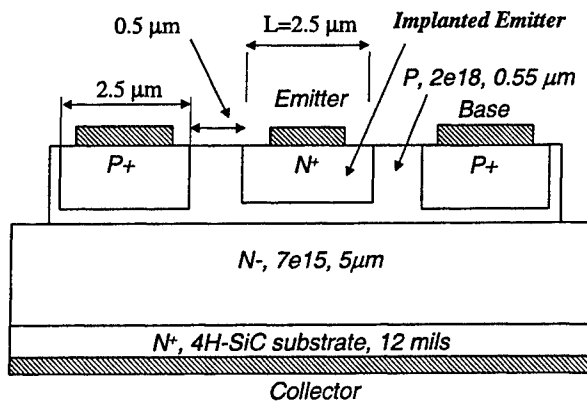 L=2.5 μm
Implanted Emitter
0.5 μm
P, 2e18, 0.55 μm
2.5 μm
Emitter
Base
P+
N+
P+
N-, 7e15, 5μm
N+, 4H-SiC substrate, 12 mils
Collector